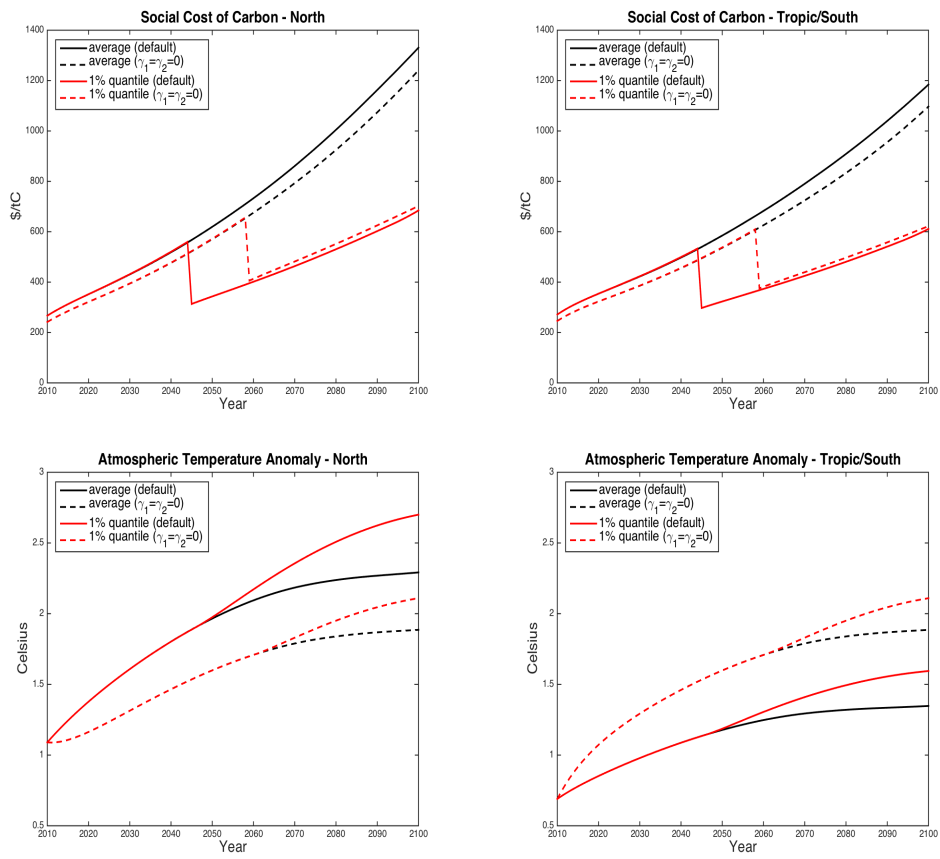 Social Cost of Carbon - North
1400
1200
1000
800
600
400
200
0
$/tC
average (default)
average (γ1=γ2=0)
1% quantile (default)
1% quantile (γ1=γ2=0)
2010 2020 2030 2040 2050 2060 2070 2080 2090 2100
Year
Social Cost of Carbon - Tropic/South
1400
1200
1000
800
600
400
200
0
$/tC
average (default)
average (γ1=γ2=0)
1% quantile (default)
1% quantile (γ1=γ2=0)
2010 2020 2030 2040 2050 2060 2070 2080 2090 2100
Year
Atmospheric Temperature Anomaly - North
3
2.5
2
1.5
1
0.5
Celsius
average (default)
average (γ1=γ2=0)
1% quantile (default)
1% quantile (γ1=γ2=0)
2010 2020 2030 2040 2050 2060 2070 2080 2090 2100
Year
Atmospheric Temperature Anomaly - Tropic/South
3
2.5
2
1.5
1
0.5
Celsius
average (default)
average (γ1=γ2=0)
1% quantile (default)
1% quantile (γ1=γ2=0)
2010 2020 2030 2040 2050 2060 2070 2080 2090 2100
Year